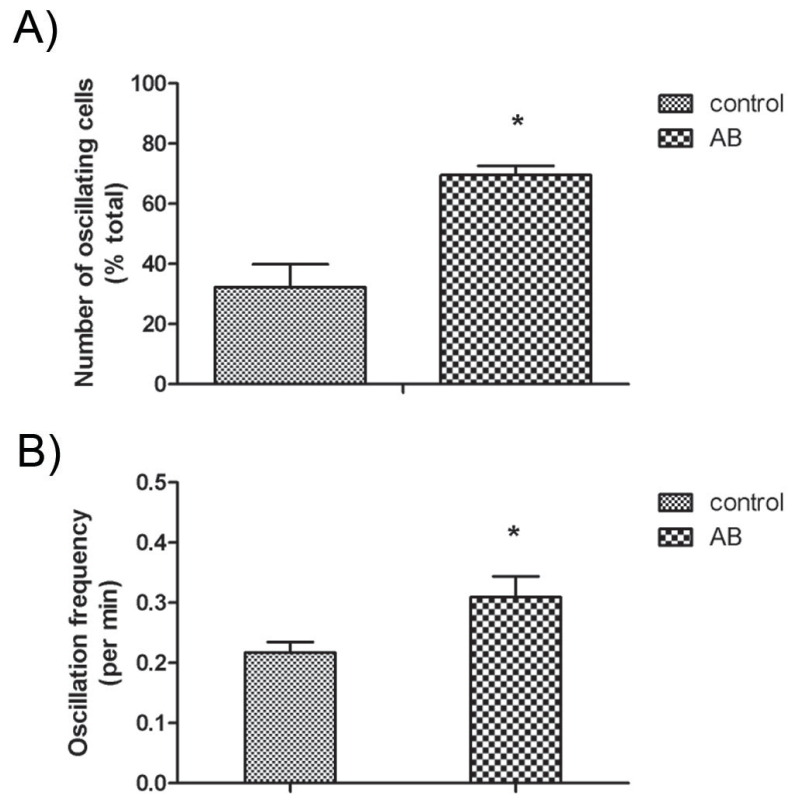 A)
Number of oscillating cells
(% total)
100
80
60
40
20
0
*
control
AB
B)
Oscillation frequency
(per min)
0.5
0.4
0.3
0.2
0.1
0.0
*
control
AB